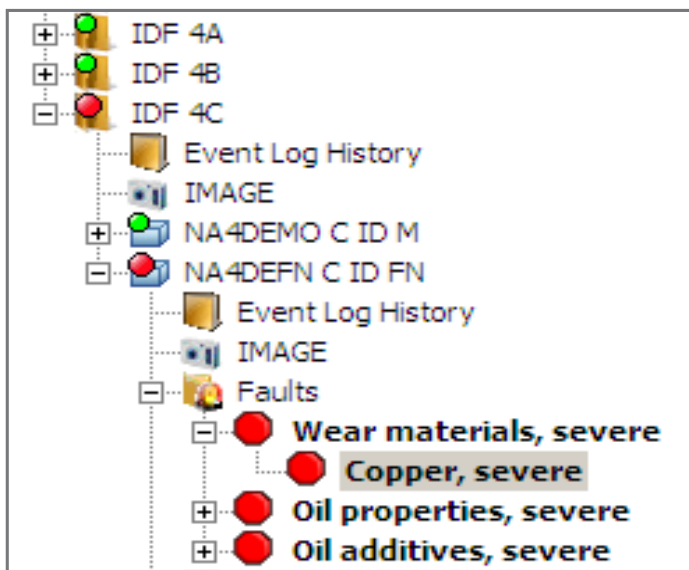 IDF 4A
IDF 4B
IDF 4C
Event Log History
IMAGE
NA4DEMO C ID M
NA4DEFN C ID FN
Event Log History
IMAGE
Faults
Wear materials, severe
Copper, severe
Oil properties, severe
Oil additives, severe